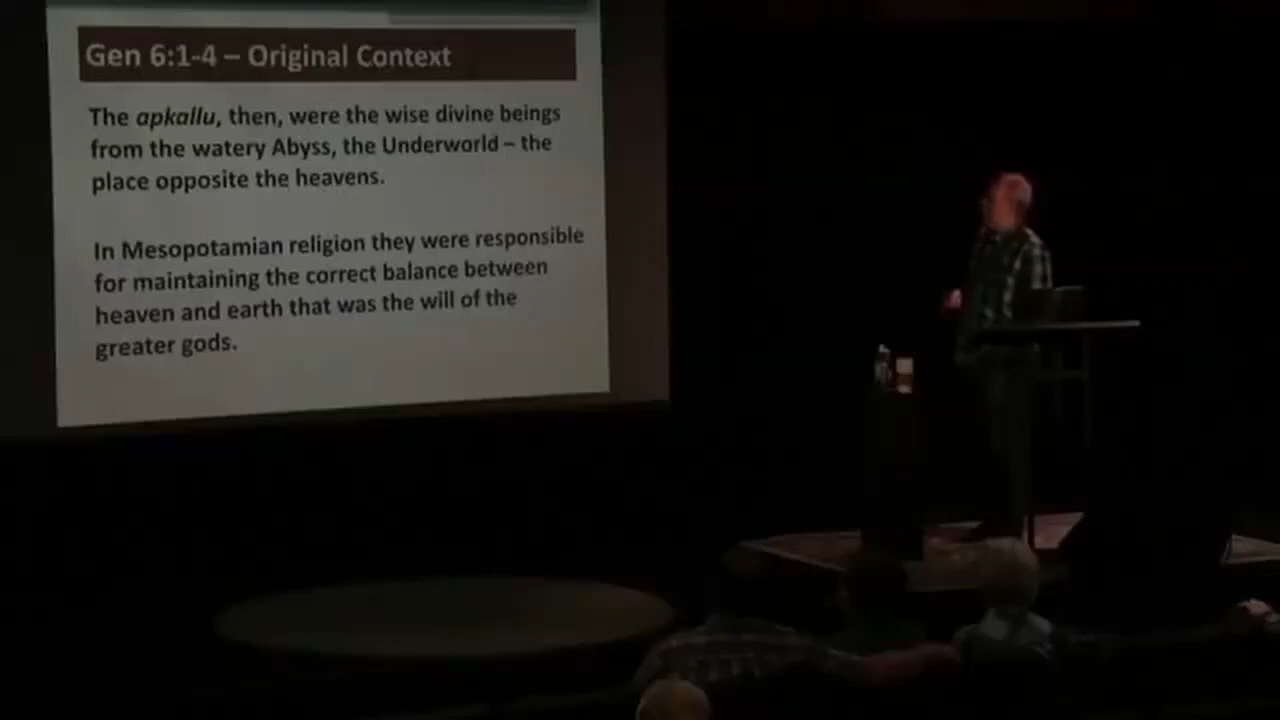 Gen 6:1-4 – Original Context
The apkallu, then, were the wise divine beings
from the watery Abyss, the Underworld – the
place opposite the heavens.
In Mesopotamian religion they were responsible
for maintaining the correct balance between
heaven and earth that was the will of the
greater gods.